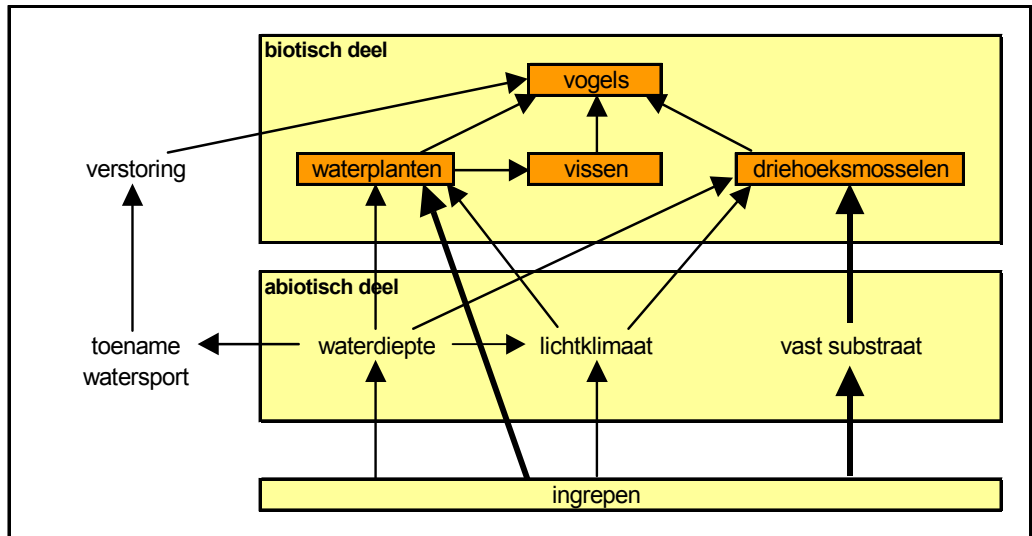 biotisch deel
vogels
verstoring
waterplanten
vissen
driehoeksmosselen
abiotisch deel
toename
watersport
waterdiepte
lichtklimaat
vast substraat
ingrepen